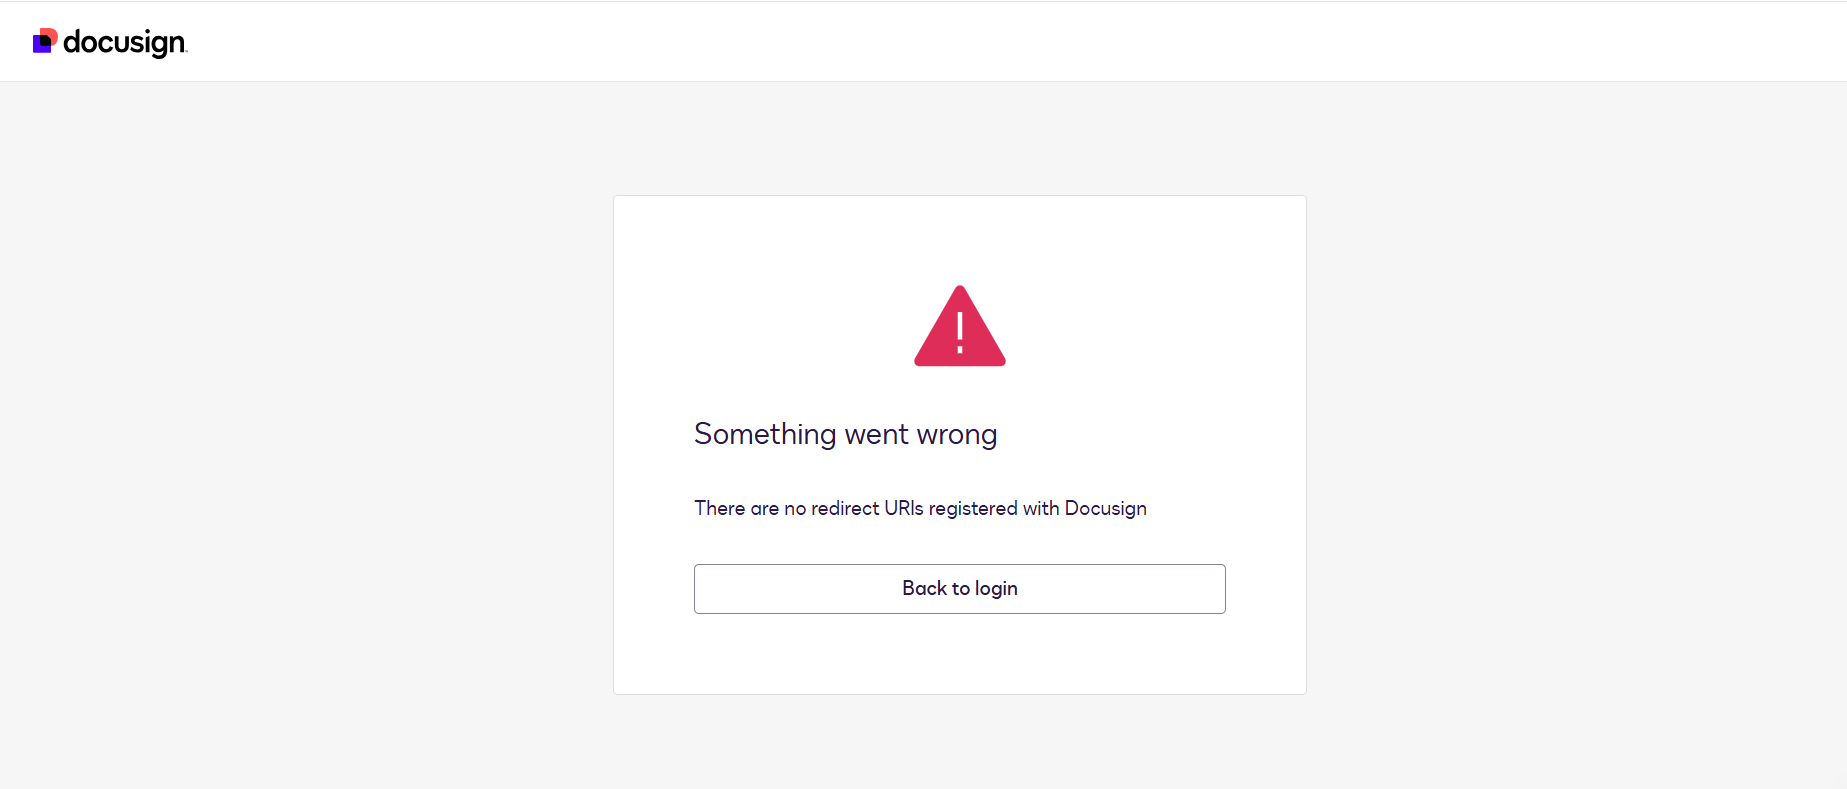 docusign
Something went wrong
There are no redirect URIs registered with Docusign
Back to login